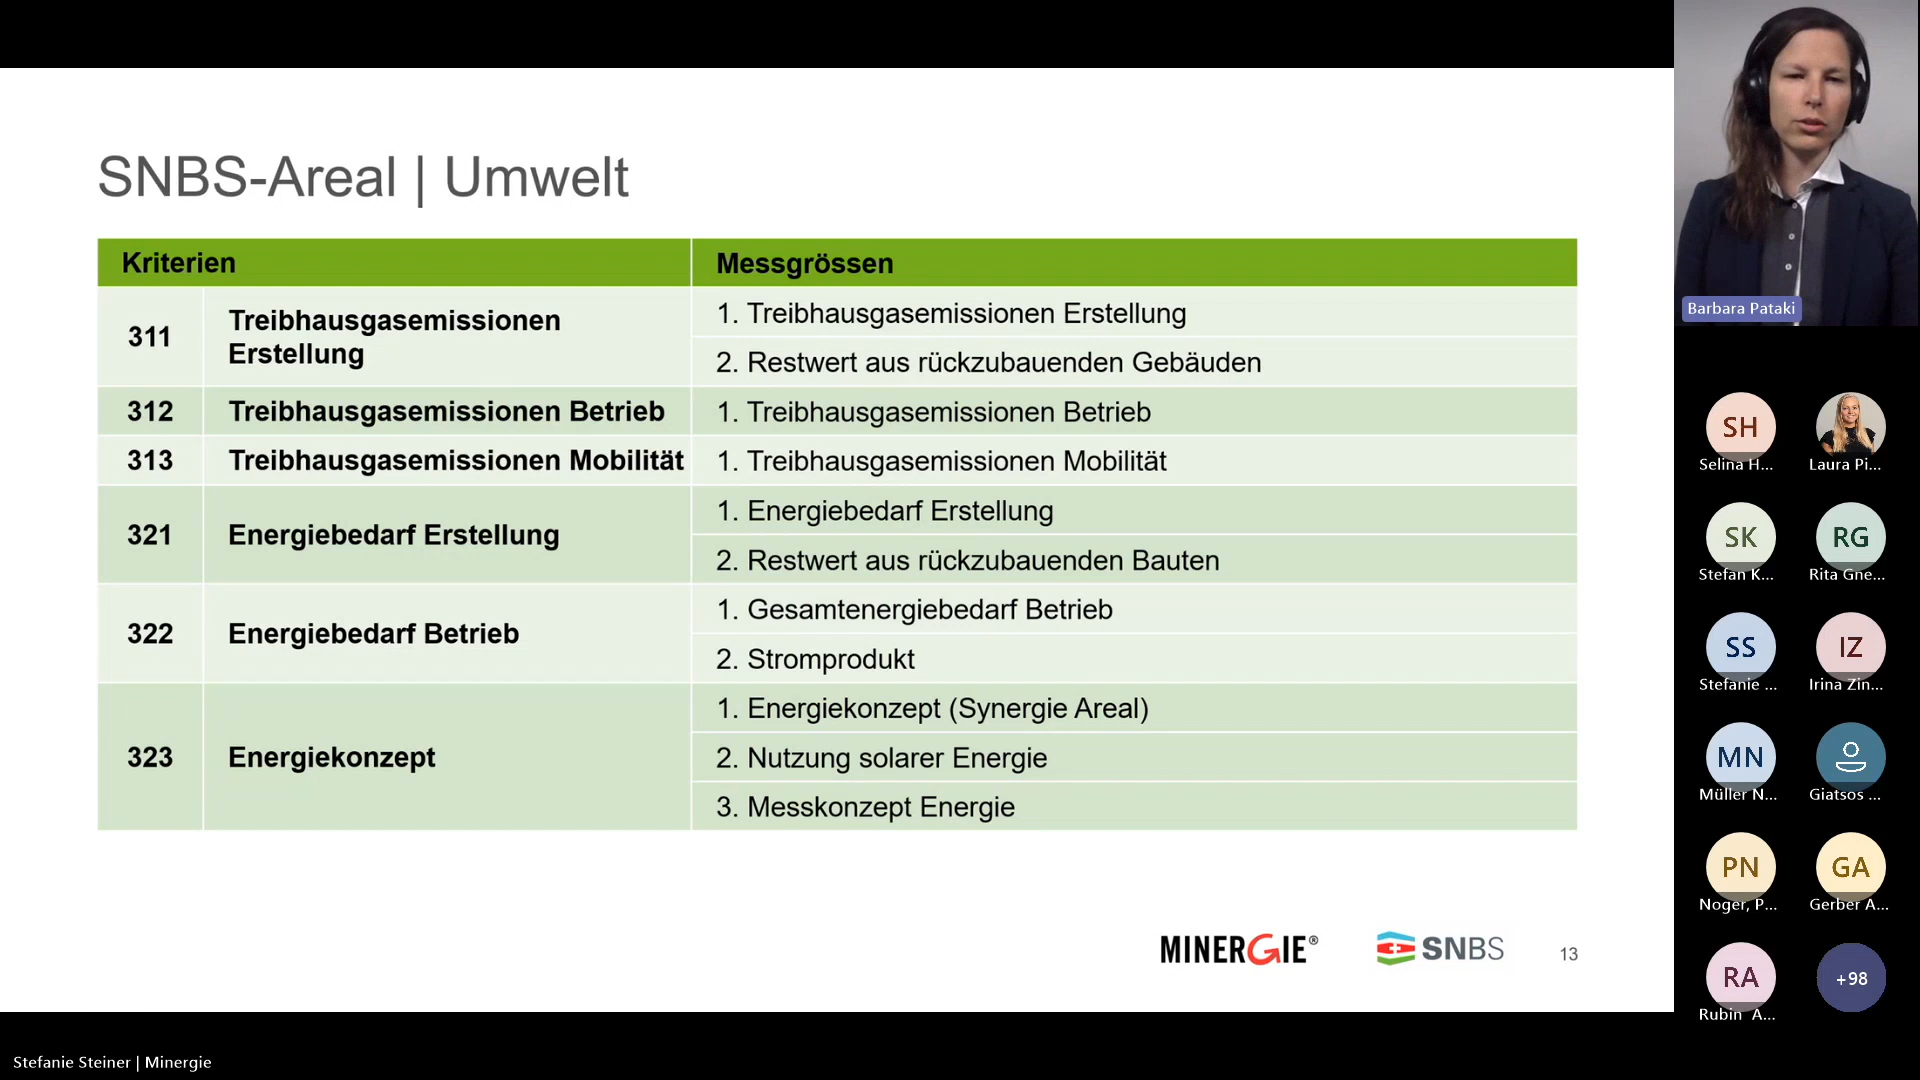 SNBS-Areal | Umwelt
Kriterien
Messgrössen
311
Treibhausgasemissionen
Erstellung
1. Treibhausgasemissionen Erstellung
2. Restwert aus rückzubauenden Gebäuden
312
Treibhausgasemissionen Betrieb
1. Treibhausgasemissionen Betrieb
313
Treibhausgasemissionen Mobilität
1. Treibhausgasemissionen Mobilität
321
Energiebedarf Erstellung
1. Energiebedarf Erstellung
2. Restwert aus rückzubauenden Bauten
322
Energiebedarf Betrieb
1. Gesamtenergiebedarf Betrieb
2. Stromprodukt
323
Energiekonzept
1. Energiekonzept (Synergie Areal)
2. Nutzung solarer Energie
3. Messkonzept Energie
MINERGIE®
SNBS
13
Barbara Pataki
SH
Selina H...
Laura Pi...
SK
Stefan K...
RG
Rita Gne...
SS
Stefanie ...
IZ
Irina Zin...
MN
Müller N...
Giatsos ...
PN
Noger, P...
GA
Gerber A...
RA
Rubin A...
+98
Stefanie Steiner | Minergie